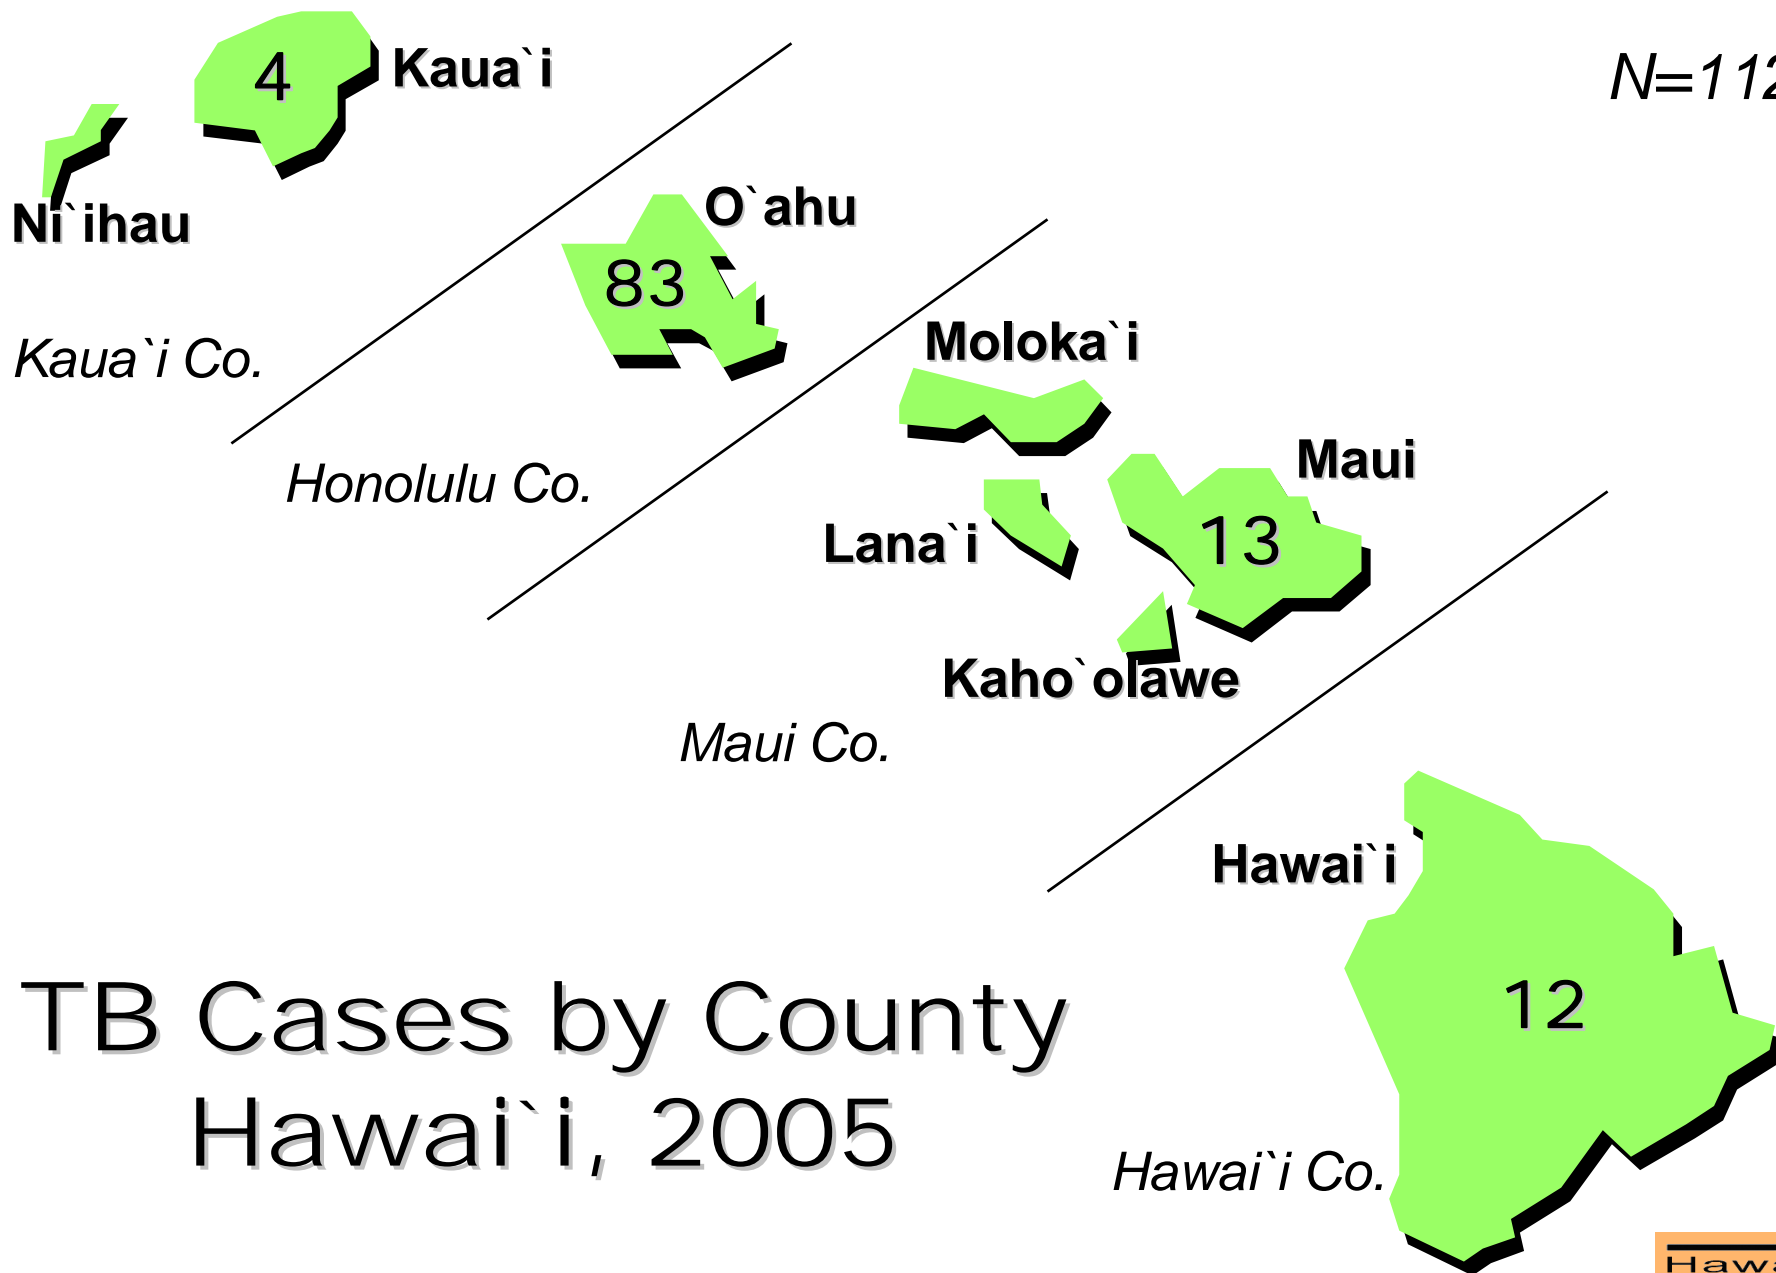 4
Kaua`i
N=112
Ni`ihau
O`ahu
83
Kaua`i Co.
Moloka`i
Honolulu Co.
Maui
13
Lana`i
Kaho`olawe
Maui Co.
Hawai`i
12
TB Cases by County
Hawai`i, 2005
Hawai`i Co.